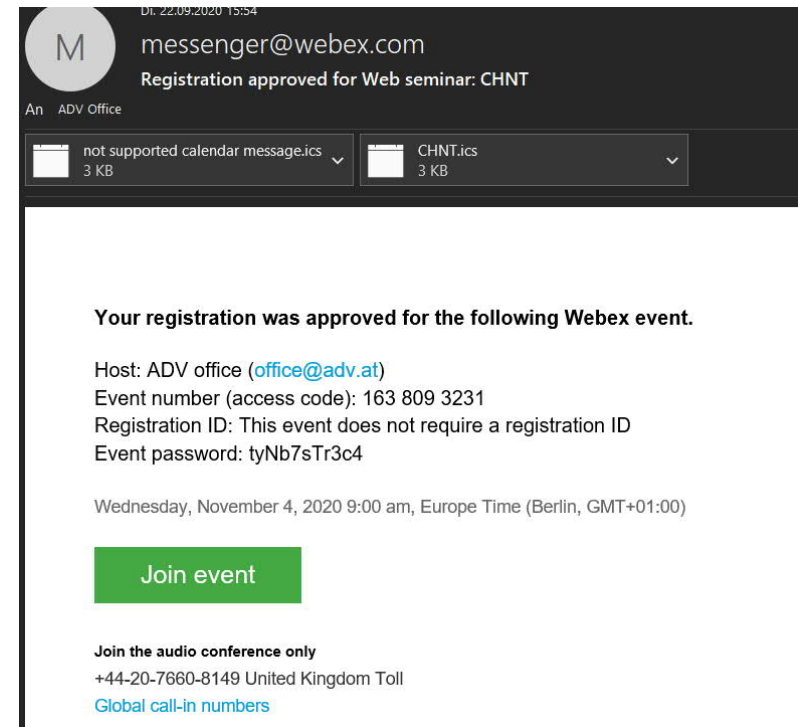 Di. 22.09.2020 15:54
M
messenger@webex.com
Registration approved for Web seminar: CHNT
An ADV Office
not supported calendar message.ics
3 KB
CHNT.ics
3 KB
Your registration was approved for the following Webex event.
Host: ADV office (office@adv.at)
Event number (access code): 163 809 3231
Registration ID: This event does not require a registration ID
Event password: tyNb7sTr3c4
Wednesday, November 4, 2020 9:00 am, Europe Time (Berlin, GMT+01:00)
Join event
Join the audio conference only
+44-20-7660-8149 United Kingdom Toll
Global call-in numbers